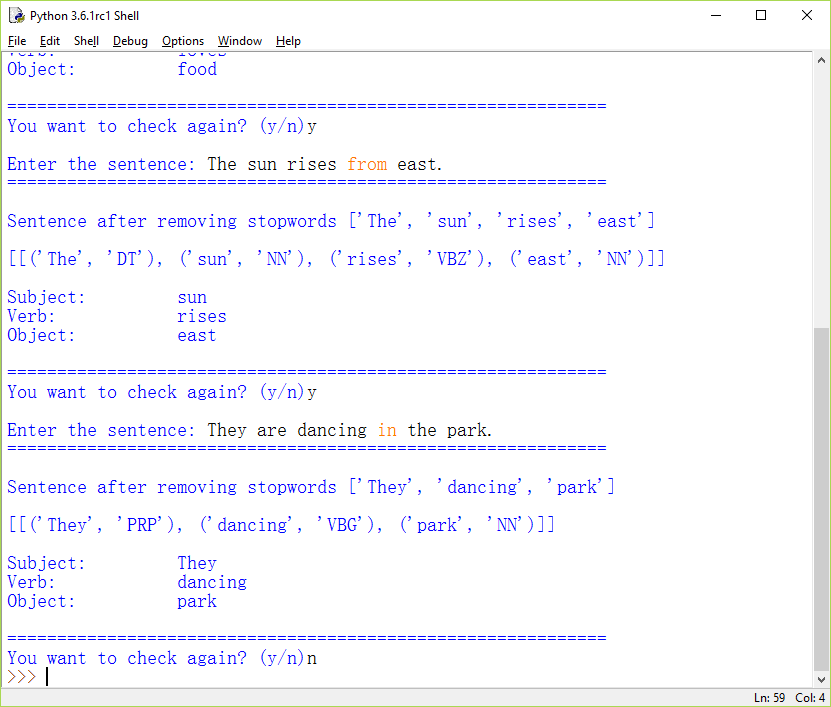 Python 3.6.1rc1 Shell
File Edit Shell Debug Options Window Help
Object: food
============================================================
You want to check again? (y/n)y
Enter the sentence: The sun rises from east.
============================================================
Sentence after removing stopwords ['The', 'sun', 'rises', 'east']
[[('The', 'DT'), ('sun', 'NN'), ('rises', 'VBZ'), ('east', 'NN')]]
Subject: sun
Verb: rises
Object: east
============================================================
You want to check again? (y/n)y
Enter the sentence: They are dancing in the park.
============================================================
Sentence after removing stopwords ['They', 'dancing', 'park']
[[('They', 'PRP'), ('dancing', 'VBG'), ('park', 'NN')]]
Subject: They
Verb: dancing
Object: park
============================================================
You want to check again? (y/n)n
>>>
Ln: 59 Col: 4